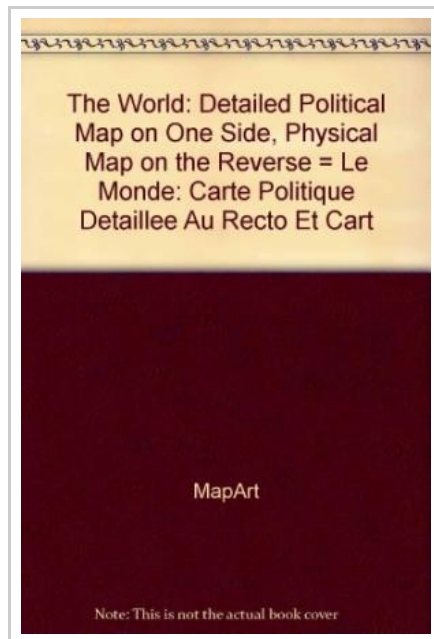 The World: Detailed Political
Map on One Side, Physical
Map on the Reverse = Le
Monde: Carte Politique
Detaillee Au Recto Et Cart
MapArt
Note: This is not the actual book cover